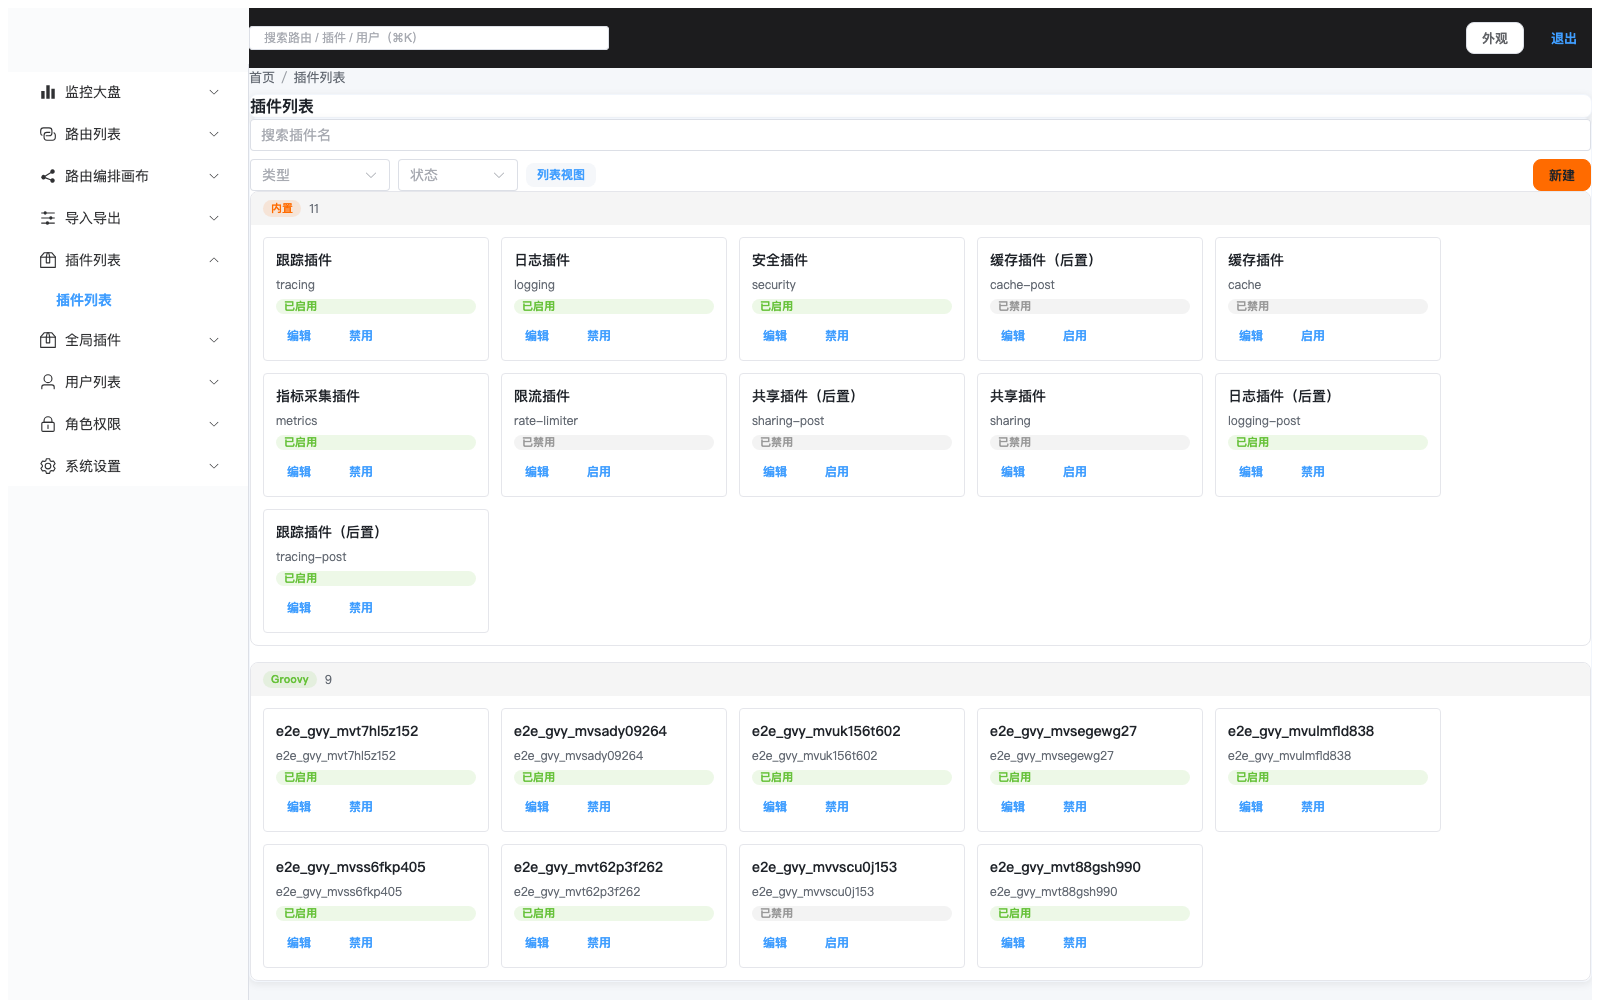 搜索路由 / 插件 / 用户（⌘K）
外观
退出
监控大盘
路由列表
路由编排画布
导入导出
插件列表
插件列表
全局插件
用户列表
角色权限
系统设置
首页 / 插件列表
插件列表
搜索插件名
类型
状态
列表视图
新建
内置 11
跟踪插件
tracing
已启用
编辑 禁用
日志插件
logging
已启用
编辑 禁用
安全插件
security
已启用
编辑 禁用
缓存插件（后置）
cache-post
已禁用
编辑 启用
缓存插件
cache
已禁用
编辑 启用
指标采集插件
metrics
已启用
编辑 禁用
限流插件
rate-limiter
已禁用
编辑 启用
共享插件（后置）
sharing-post
已禁用
编辑 启用
共享插件
sharing
已禁用
编辑 启用
日志插件（后置）
logging-post
已启用
编辑 禁用
跟踪插件（后置）
tracing-post
已启用
编辑 禁用
Groovy 9
e2e_gvy_mvt7hl5z152
e2e_gvy_mvt7hl5z152
已启用
编辑 禁用
e2e_gvy_mvsady09264
e2e_gvy_mvsady09264
已启用
编辑 禁用
e2e_gvy_mvuk156t602
e2e_gvy_mvuk156t602
已启用
编辑 禁用
e2e_gvy_mvsegewg27
e2e_gvy_mvsegewg27
已启用
编辑 禁用
e2e_gvy_mvulmfld838
e2e_gvy_mvulmfld838
已启用
编辑 禁用
e2e_gvy_mvss6fkp405
e2e_gvy_mvss6fkp405
已启用
编辑 禁用
e2e_gvy_mvt62p3f262
e2e_gvy_mvt62p3f262
已启用
编辑 禁用
e2e_gvy_mvvscu0j153
e2e_gvy_mvvscu0j153
已禁用
编辑 启用
e2e_gvy_mvt88gsh990
e2e_gvy_mvt88gsh990
已启用
编辑 禁用